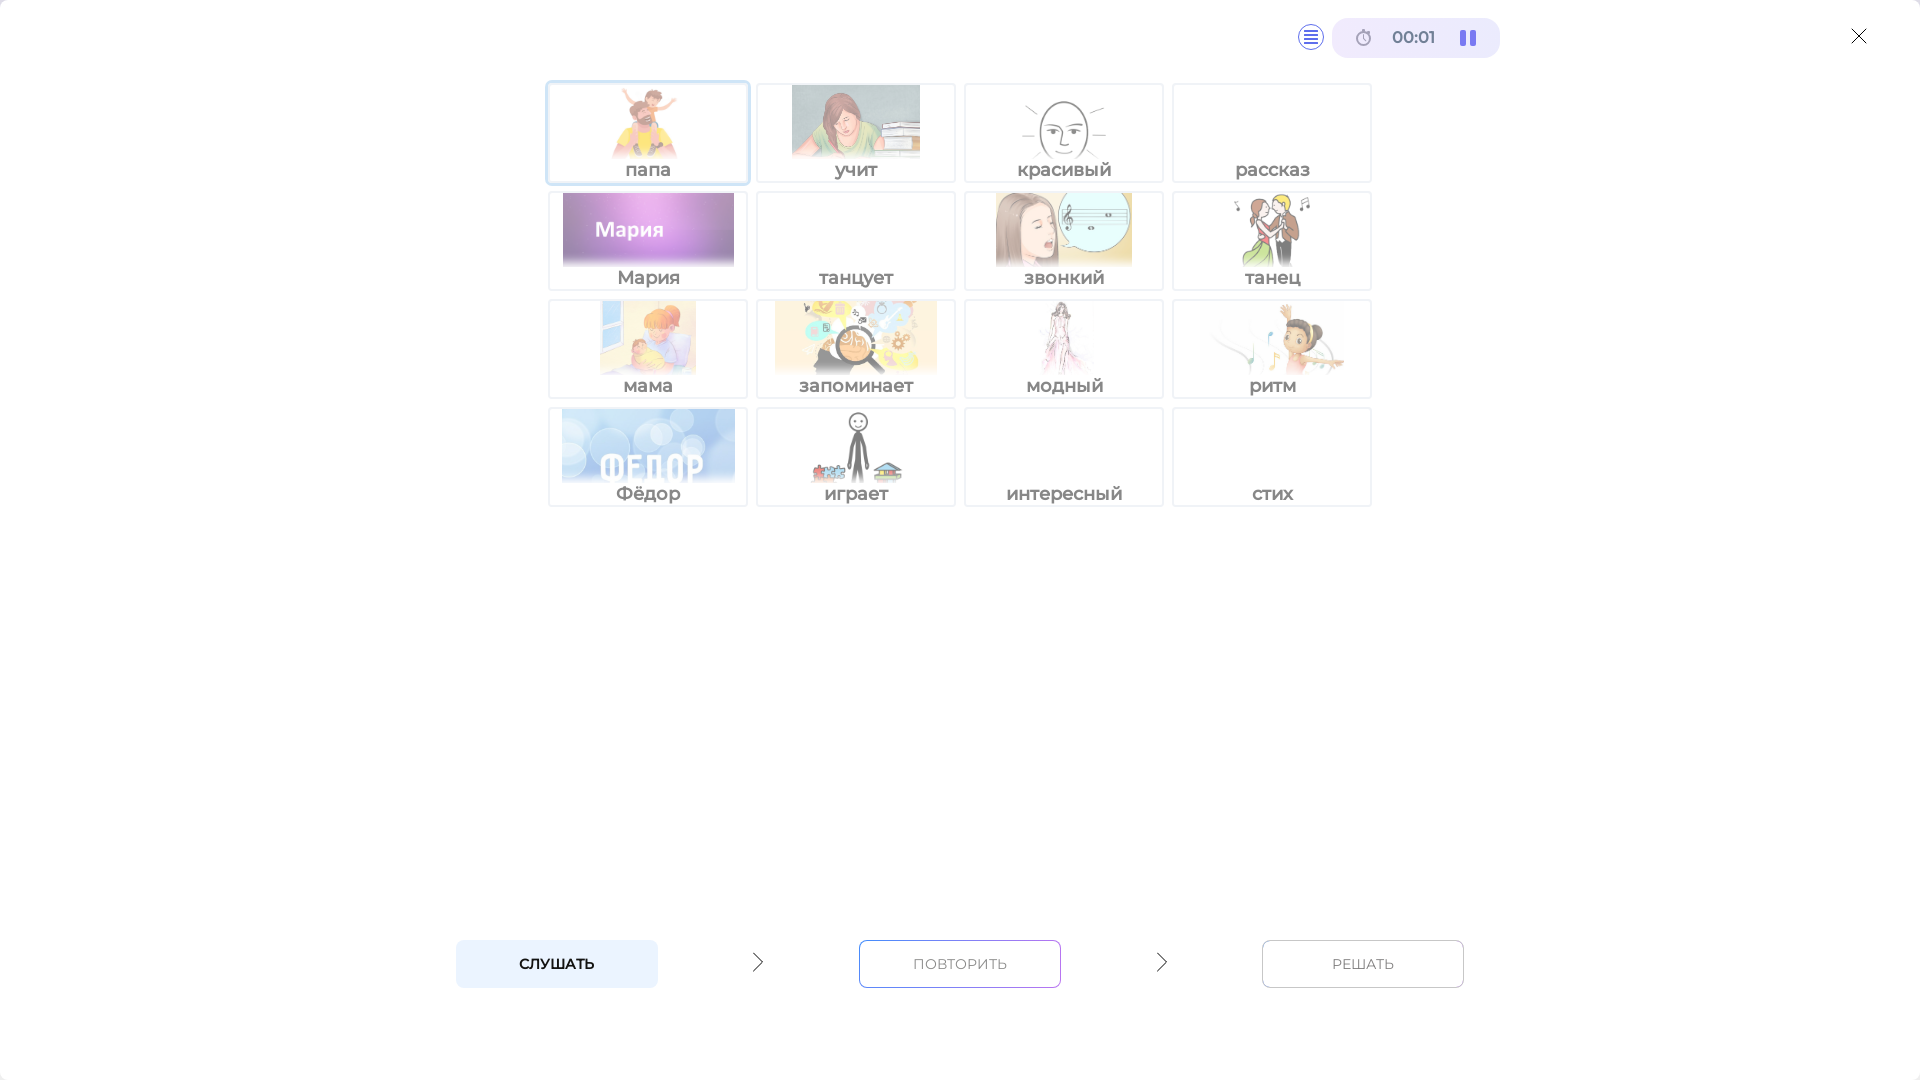 00:01
папа
учит
красивый
рассказ
Мария
Мария
танцует
звонкий
танец
мама
запоминает
модный
ритм
ФЕДОР
Фёдор
играет
интересный
стих
СЛУШАТЬ
ПОВТОРИТЬ
РЕШАТЬ